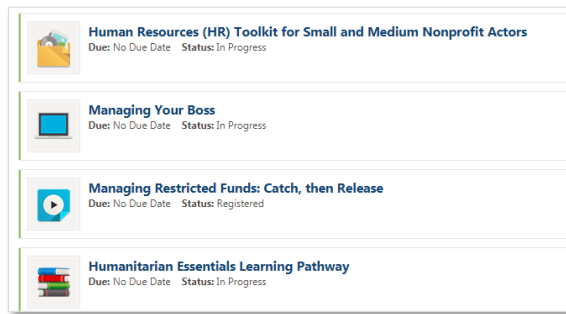 Human Resources (HR) Toolkit for Small and Medium Nonprofit Actors
Due: No Due Date Status: In Progress
Managing Your Boss
Due: No Due Date Status: In Progress
Managing Restricted Funds: Catch, then Release
Due: No Due Date Status: Registered
Humanitarian Essentials Learning Pathway
Due: No Due Date Status: In Progress